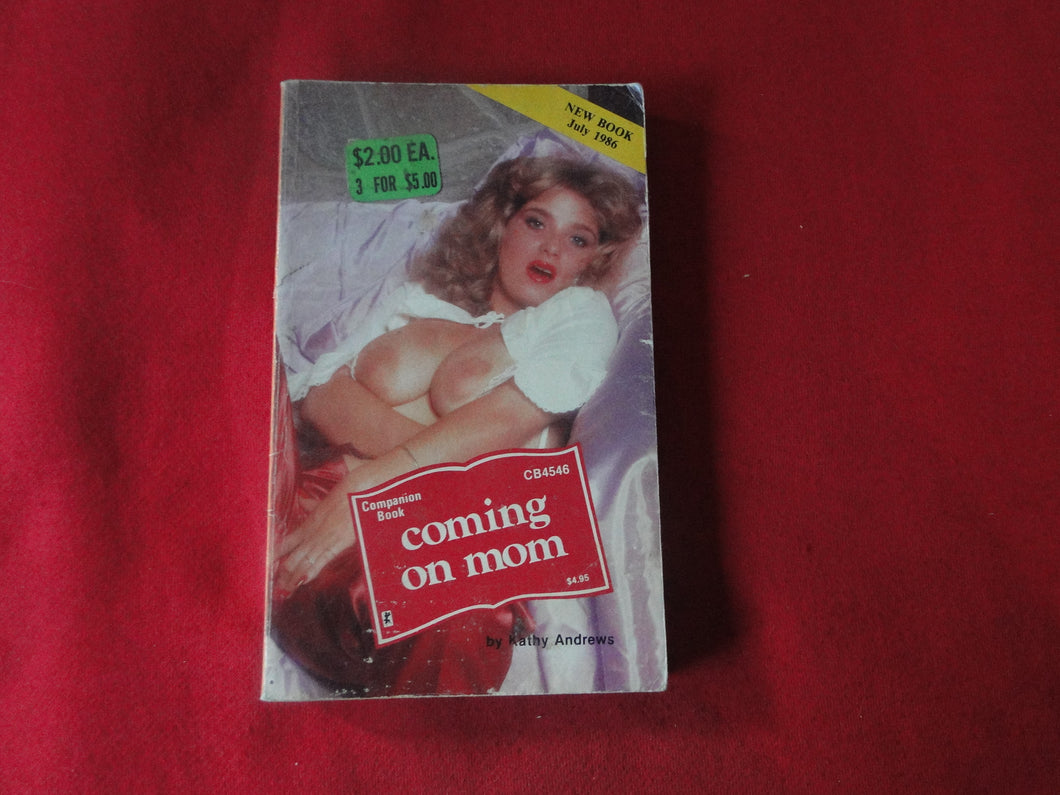 NEW BOOK
July 1986
$2.00 EA.
3 FOR $5.00
CB4546
Companion
Book
coming
on mom
$4.95
by Kathy Andrews